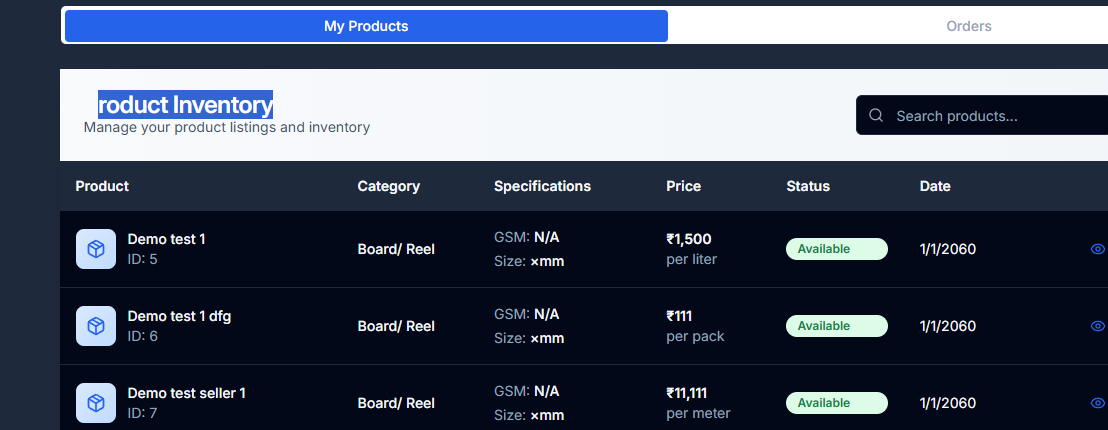 My Products
Orders
roduct Inventory
Manage your product listings and inventory
Search products...
Product Category Specifications Price Status Date
Demo test 1
ID: 5
Board/ Reel
GSM: N/A
Size: ×mm
₹1,500
per liter
Available
1/1/2060
Demo test 1 dfg
ID: 6
Board/ Reel
GSM: N/A
Size: ×mm
₹111
per pack
Available
1/1/2060
Demo test seller 1
ID: 7
Board/ Reel
GSM: N/A
Size: ×mm
₹11,111
per meter
Available
1/1/2060